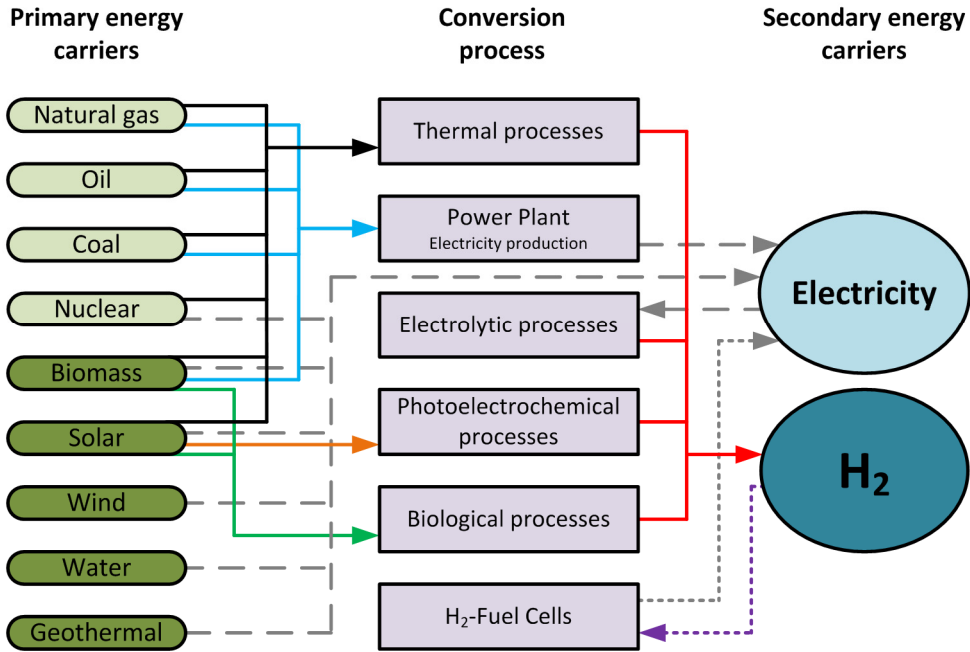 Primary energy
carriers
Conversion
process
Secondary energy
carriers
Natural gas
Oil
Coal
Nuclear
Biomass
Solar
Wind
Water
Geothermal
Thermal processes
Power Plant
Electricity production
Electrolytic processes
Photoelectrochemical
processes
Biological processes
H₂-Fuel Cells
Electricity
H₂